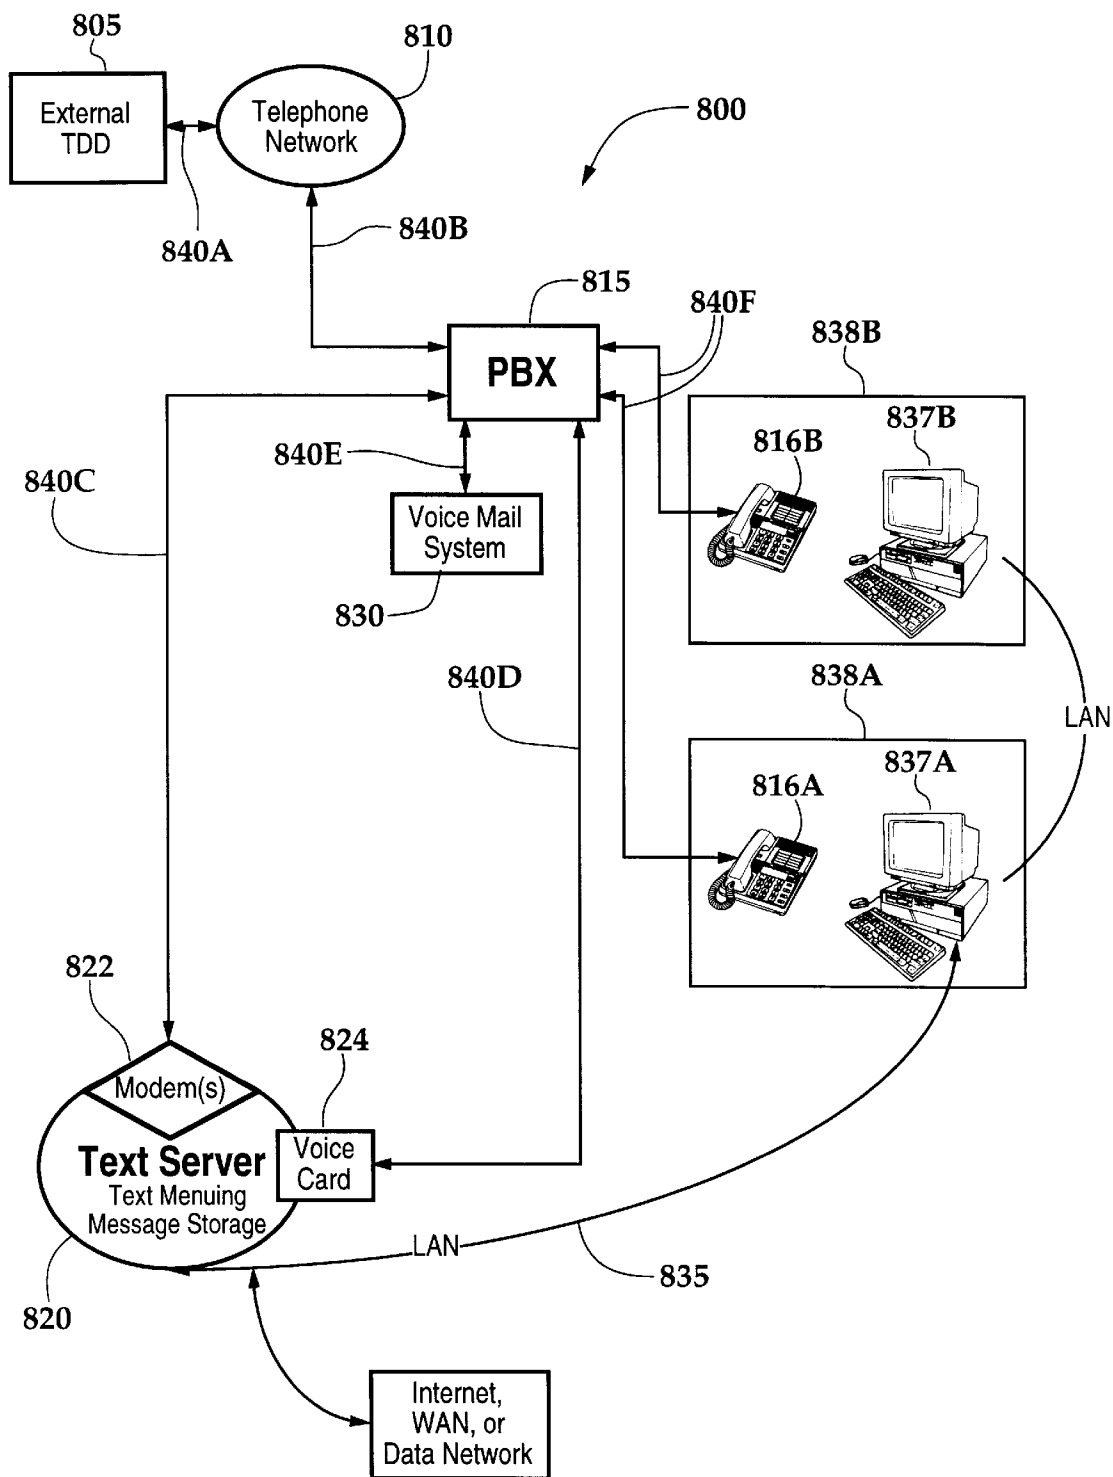 805
External
TDD
810
Telephone
Network
800
840A
840B
815
PBX
840F
838B
837B
816B
840C
840E
Voice Mail
System
830
840D
838A
LAN
837A
816A
822
Modem(s)
824
Voice
Card
Text Server
Text Menuing
Message Storage
LAN
835
820
Internet,
WAN, or
Data Network